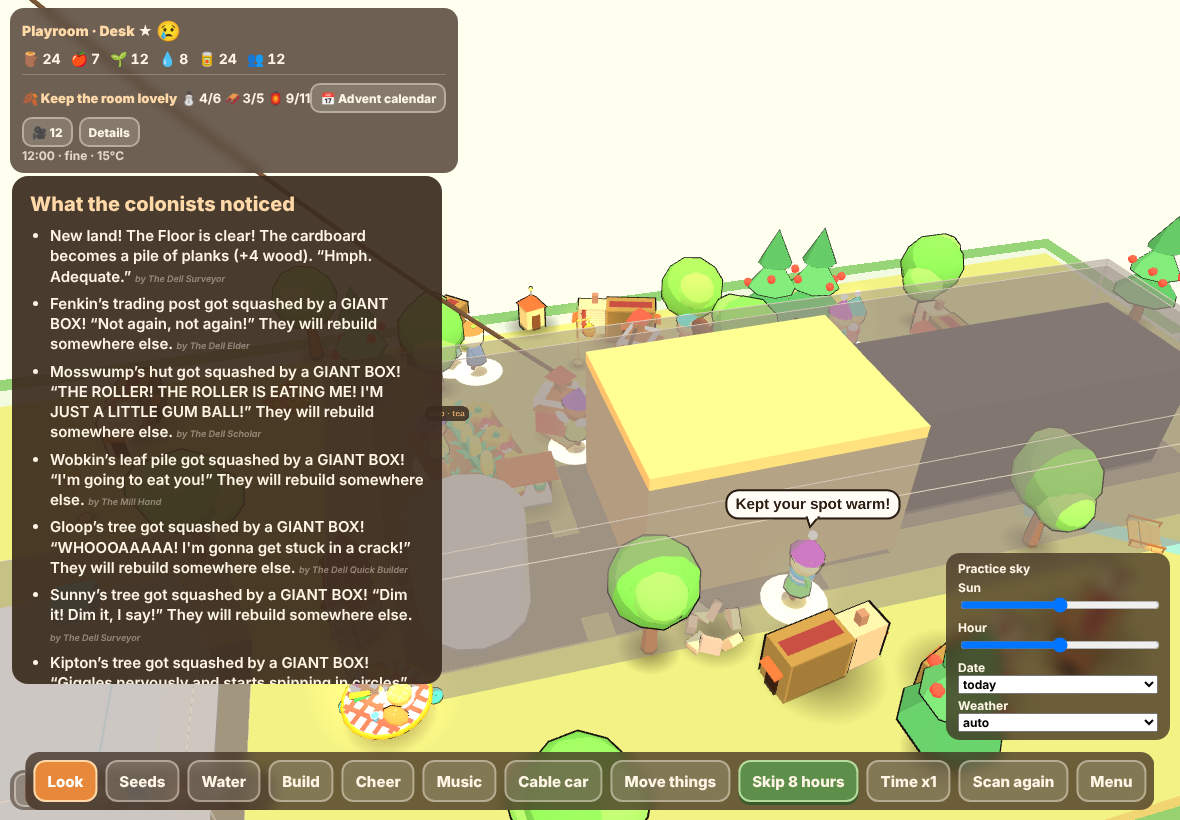 Playroom · Desk ★
24 7 12 8 24 12
Keep the room lovely 4/6 3/5 9/11 Advent calendar
12 Details
12:00 · fine · 15°C
What the colonists noticed
• New land! The Floor is clear! The cardboard
becomes a pile of planks (+4 wood). “Hmph.
Adequate.” by The Dell Surveyor
• Fenkin’s trading post got squashed by a GIANT
BOX! “Not again, not again!” They will rebuild
somewhere else. by The Dell Elder
• Mosswump’s hut got squashed by a GIANT BOX!
“THE ROLLER! THE ROLLER IS EATING ME! I'M
JUST A LITTLE GUM BALL!” They will rebuild
somewhere else. by The Dell Scholar
• Wobkin’s leaf pile got squashed by a GIANT BOX!
“I'm going to eat you!” They will rebuild somewhere
else. by The Mill Hand
• Gloop’s tree got squashed by a GIANT BOX!
“WHOOOAAAAA! I'm gonna get stuck in a crack!”
They will rebuild somewhere else. by The Dell Quick Builder
• Sunny’s tree got squashed by a GIANT BOX! “Dim
it! Dim it, I say!” They will rebuild somewhere else.
by The Dell Surveyor
• Kipton’s tree got squashed by a GIANT BOX!
“Giggles nervously and starts spinning in circles”
· tea
Kept your spot warm!
Practice sky
Sun
Hour
Date
today
Weather
auto
Look Seeds Water Build Cheer Music Cable car Move things Skip 8 hours Time x1 Scan again Menu